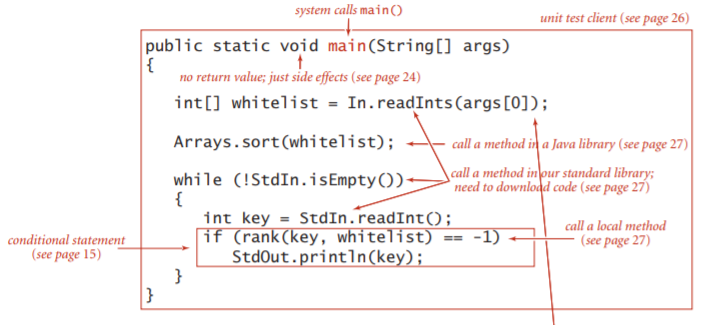 system calls main()
unit test client (see page 26)
public static void main(String[] args)
{
no return value; just side effects (see page 24)
int[] whitelist = In.readInts(args[0]);
Arrays.sort(whitelist);
call a method in a Java library (see page 27)
while (!StdIn.isEmpty())
call a method in our standard library;
need to download code (see page 27)
{
int key = StdIn.readInt();
conditional statement
(see page 15)
if (rank(key, whitelist) == -1)
StdOut.println(key);
call a local method
(see page 27)
}
}